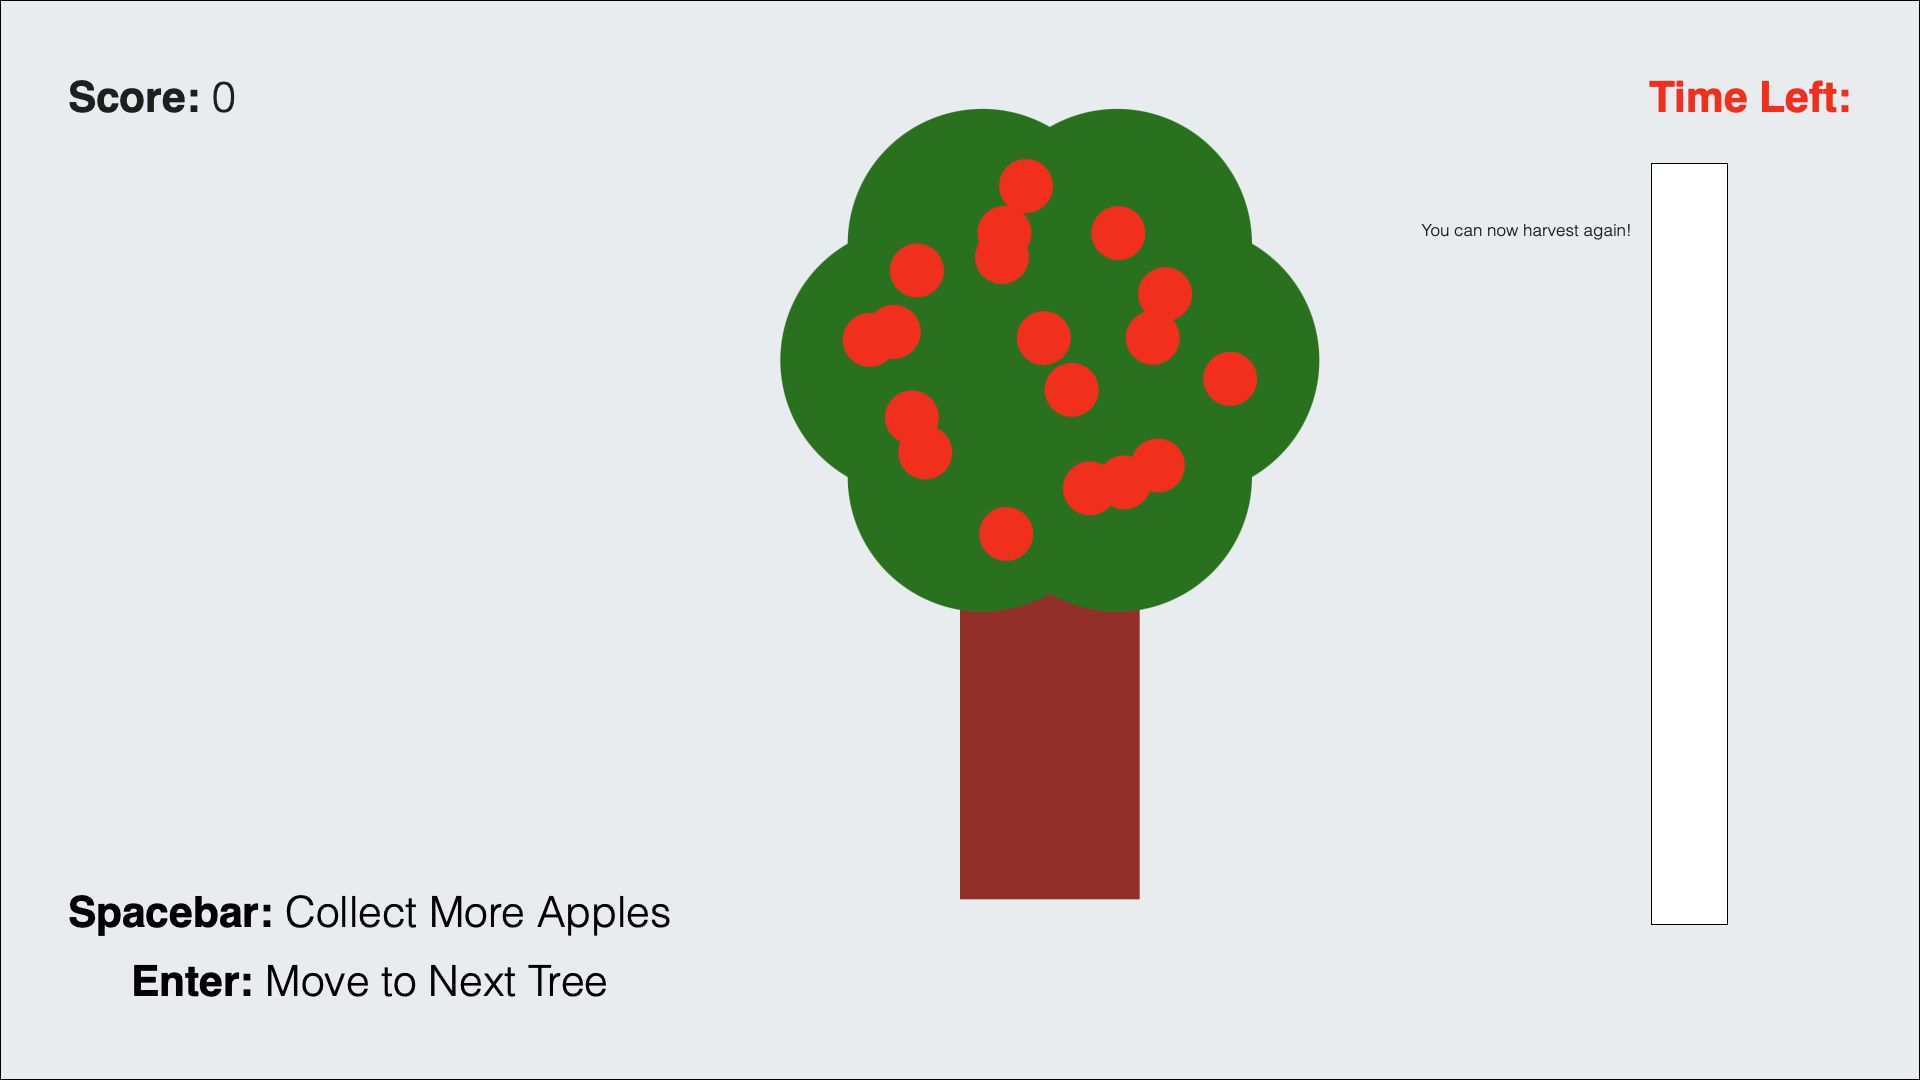 Score: 0
Time Left:
You can now harvest again!
Spacebar: Collect More Apples
Enter: Move to Next Tree